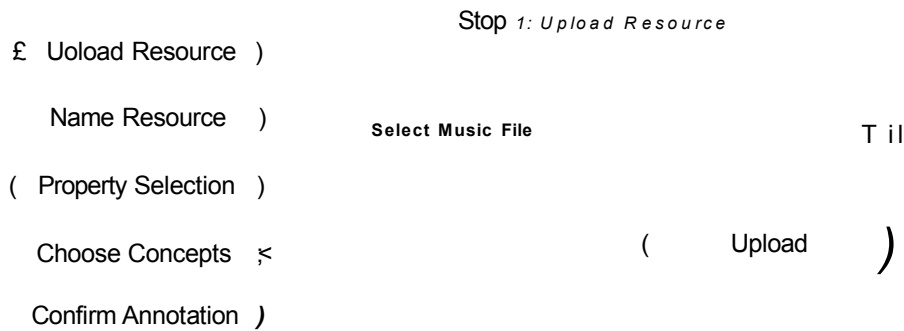 Stop 1: Upload Resource
£ Uoload Resource )
Name Resource )
Select Music File
T il
( Property Selection )
Choose Concepts ;<
( Upload )
Confirm Annotation )